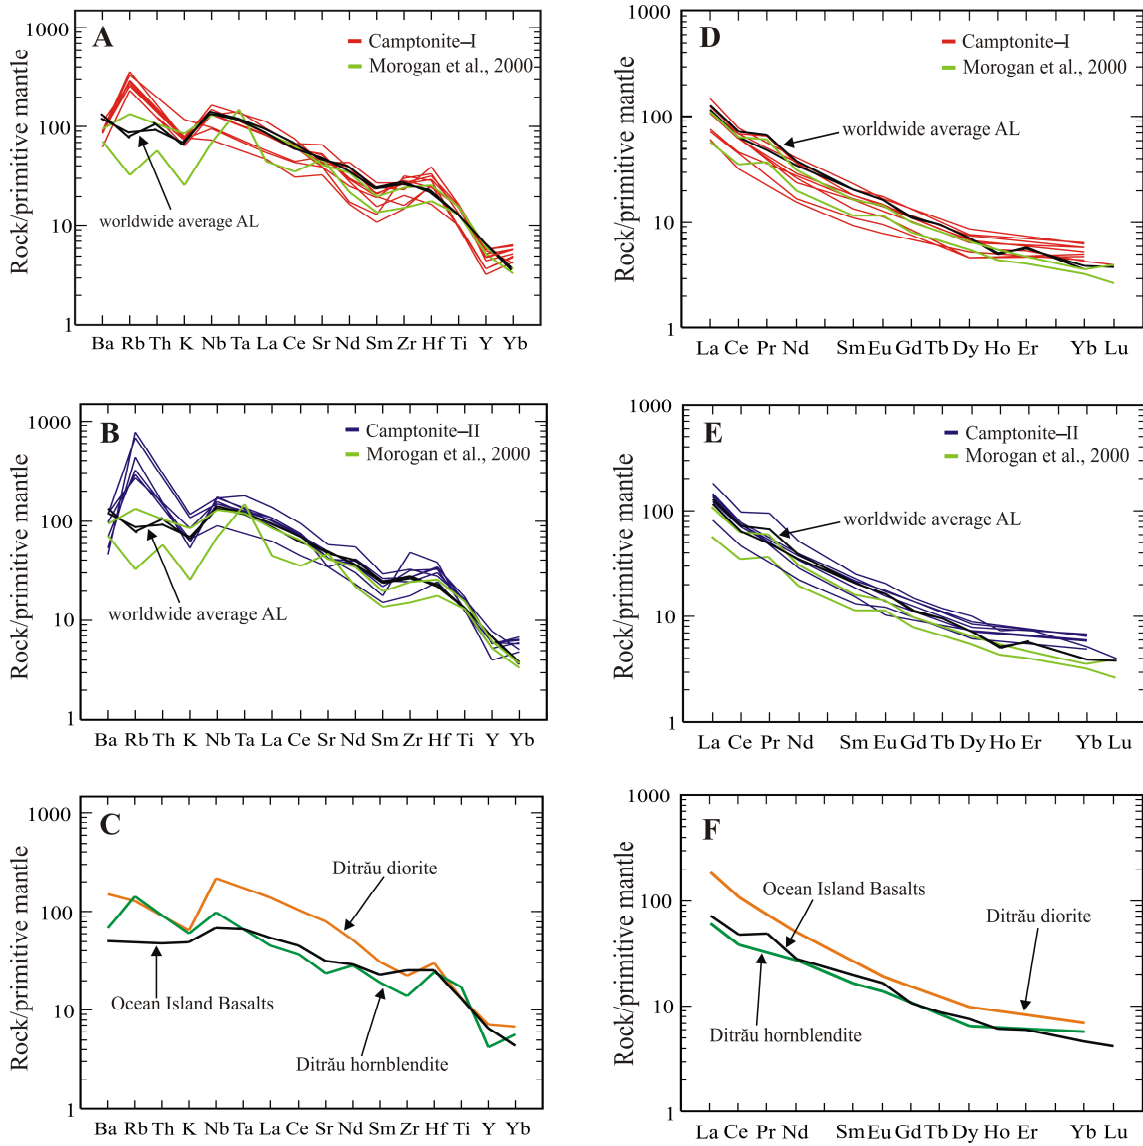 A
Camptonite–I
Morogan et al., 2000
worldwide average AL
Rock/primitive mantle
1000
100
10
1
Ba Rb Th K Nb Ta La Ce Sr Nd Sm Zr Hf Ti Y Yb
D
Camptonite–I
Morogan et al., 2000
worldwide average AL
Rock/primitive mantle
1000
100
10
1
La Ce Pr Nd Sm Eu Gd Tb Dy Ho Er Yb Lu
B
Camptonite–II
Morogan et al., 2000
worldwide average AL
Rock/primitive mantle
1000
100
10
1
Ba Rb Th K Nb Ta La Ce Sr Nd Sm Zr Hf Ti Y Yb
E
Camptonite–II
Morogan et al., 2000
worldwide average AL
Rock/primitive mantle
1000
100
10
1
La Ce Pr Nd Sm Eu Gd Tb Dy Ho Er Yb Lu
C
Ditrău diorite
Ocean Island Basalts
Ditrău hornblendite
Rock/primitive mantle
1000
100
10
1
Ba Rb Th K Nb Ta La Ce Sr Nd Sm Zr Hf Ti Y Yb
F
Ocean Island Basalts
Ditrău diorite
Ditrău hornblendite
Rock/primitive mantle
1000
100
10
1
La Ce Pr Nd Sm Eu Gd Tb Dy Ho Er Yb Lu